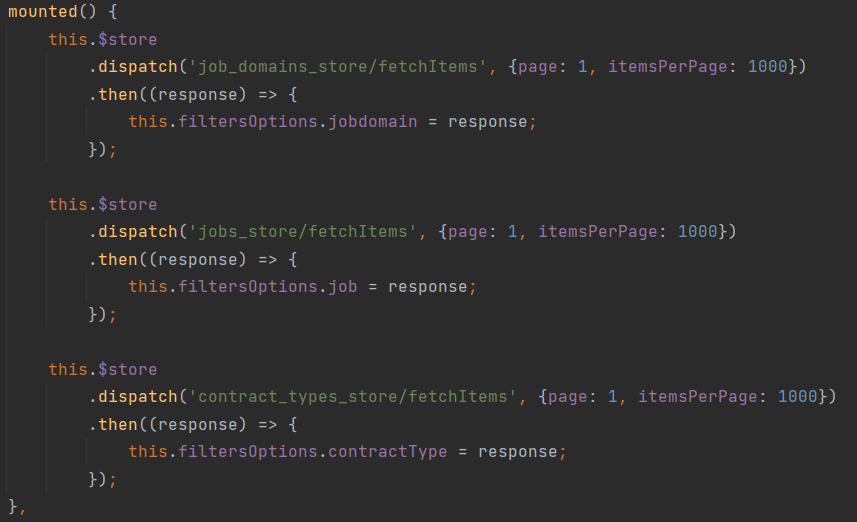 mounted() {
    this.$store
        .dispatch('job_domains_store/fetchItems', {page: 1, itemsPerPage: 1000})
        .then((response) => {
            this.filtersOptions.jobdomain = response;
        });

    this.$store
        .dispatch('jobs_store/fetchItems', {page: 1, itemsPerPage: 1000})
        .then((response) => {
            this.filtersOptions.job = response;
        });

    this.$store
        .dispatch('contract_types_store/fetchItems', {page: 1, itemsPerPage: 1000})
        .then((response) => {
            this.filtersOptions.contractType = response;
        });
},